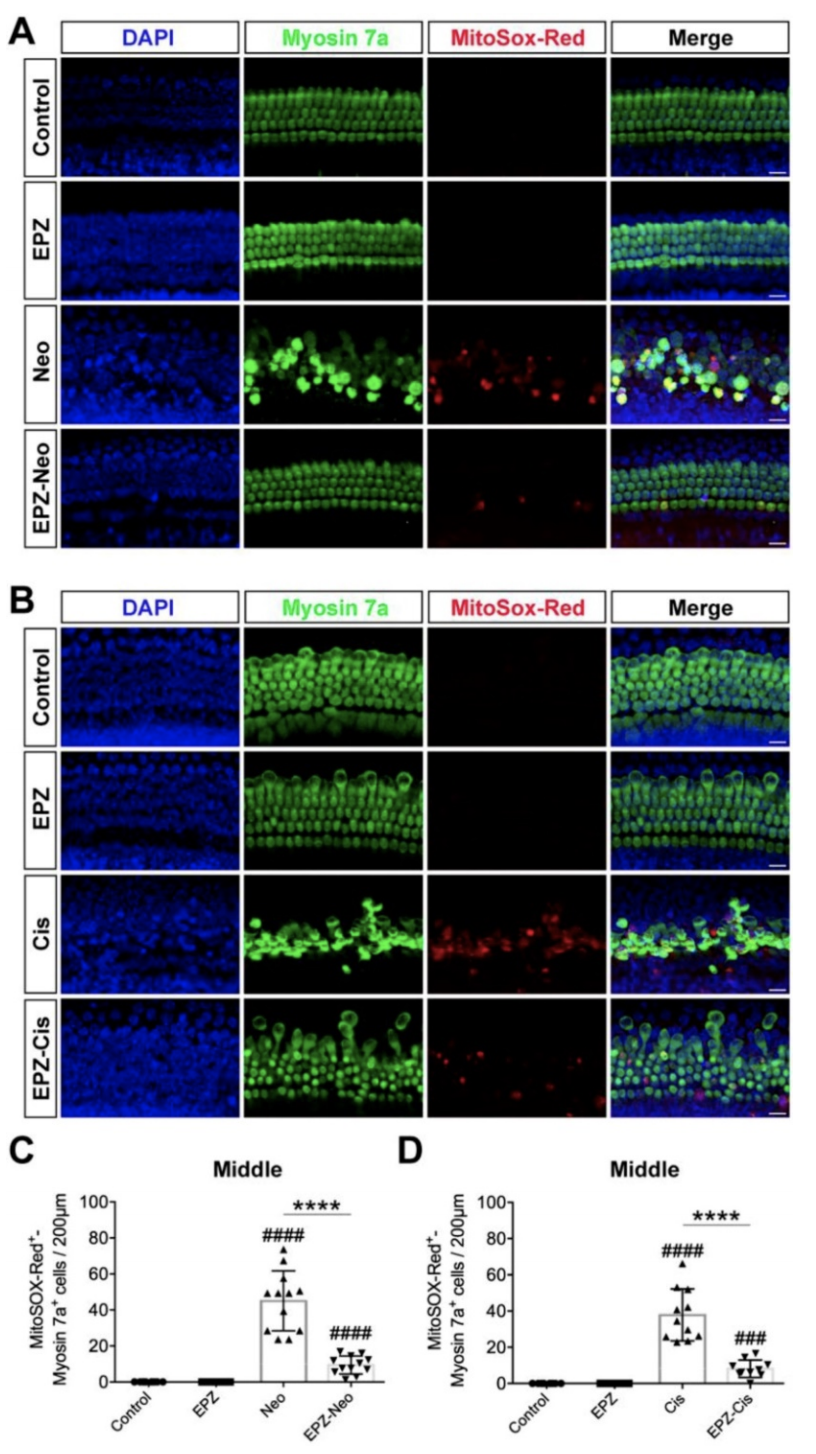 A
DAPI Myosin 7a MitoSox-Red Merge
Control
EPZ
Neo
EPZ-Neo
B
DAPI Myosin 7a MitoSox-Red Merge
Control
EPZ
Cis
EPZ-Cis
C
Middle
MitoSOX-Red⁺-
Myosin 7a⁺ cells / 200μm
100
80
60
40
20
0
####
****
####
Control EPZ Neo EPZ-Neo
D
Middle
MitoSOX-Red⁺-
Myosin 7a⁺ cells / 200μm
100
80
60
40
20
0
####
****
###
Control EPZ Cis EPZ-Cis